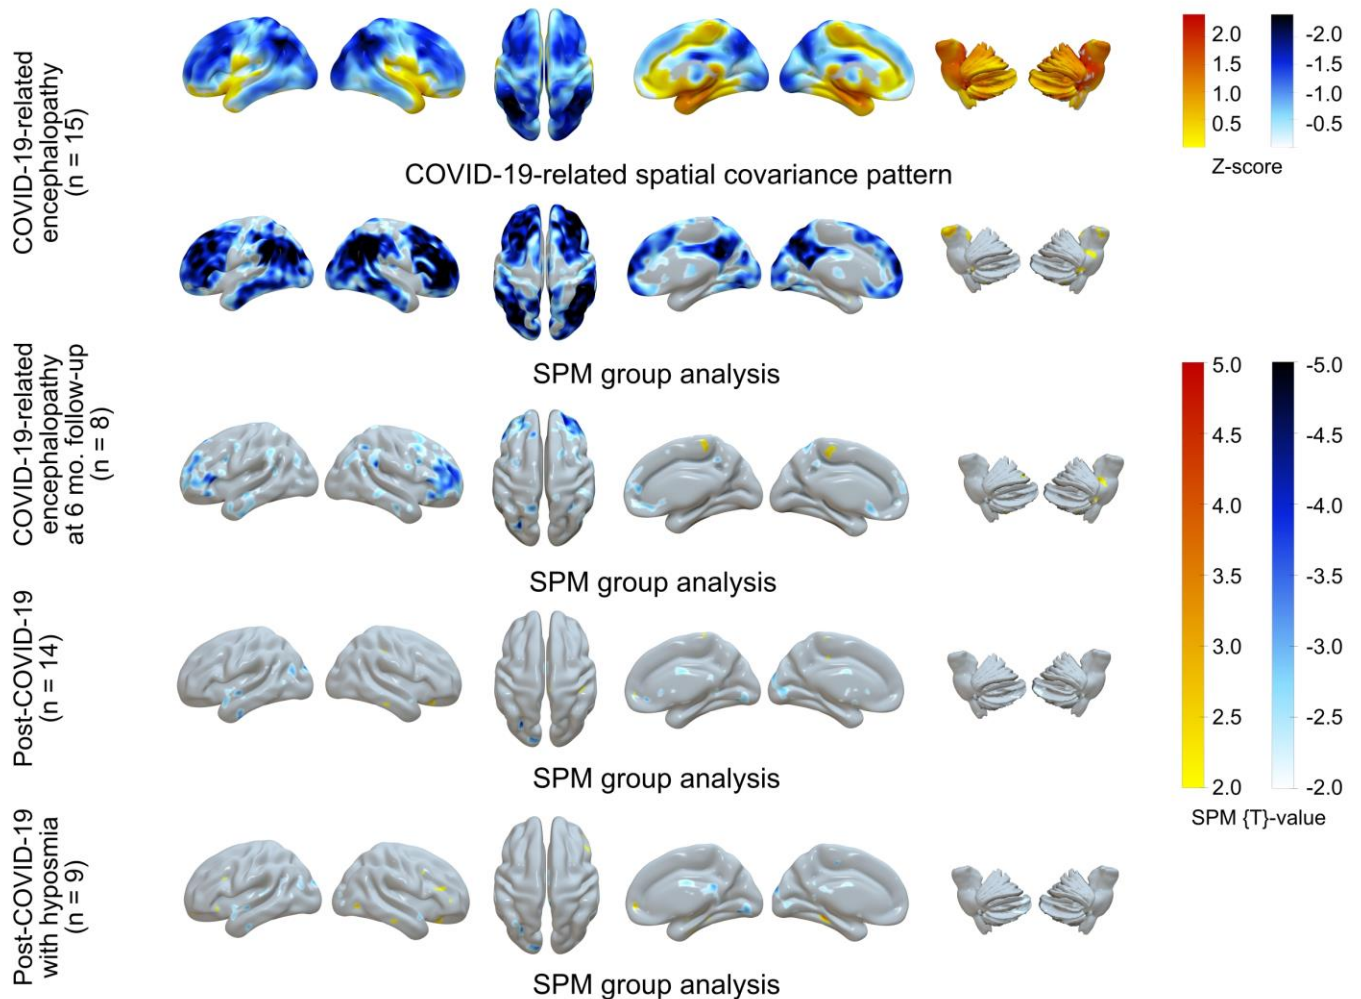 COVID-19-related
encephalopathy
(n = 15)
COVID-19-related spatial covariance pattern
SPM group analysis
COVID-19-related
encephalopathy
at 6 mo. follow-up
(n = 8)
SPM group analysis
Post-COVID-19
(n = 14)
SPM group analysis
Post-COVID-19
with hyposmia
(n = 9)
SPM group analysis
2.0 -2.0
1.5 -1.5
1.0 -1.0
0.5 -0.5
Z-score
5.0 -5.0
4.5 -4.5
4.0 -4.0
3.5 -3.5
3.0 -3.0
2.5 -2.5
2.0 -2.0
SPM {T}-value